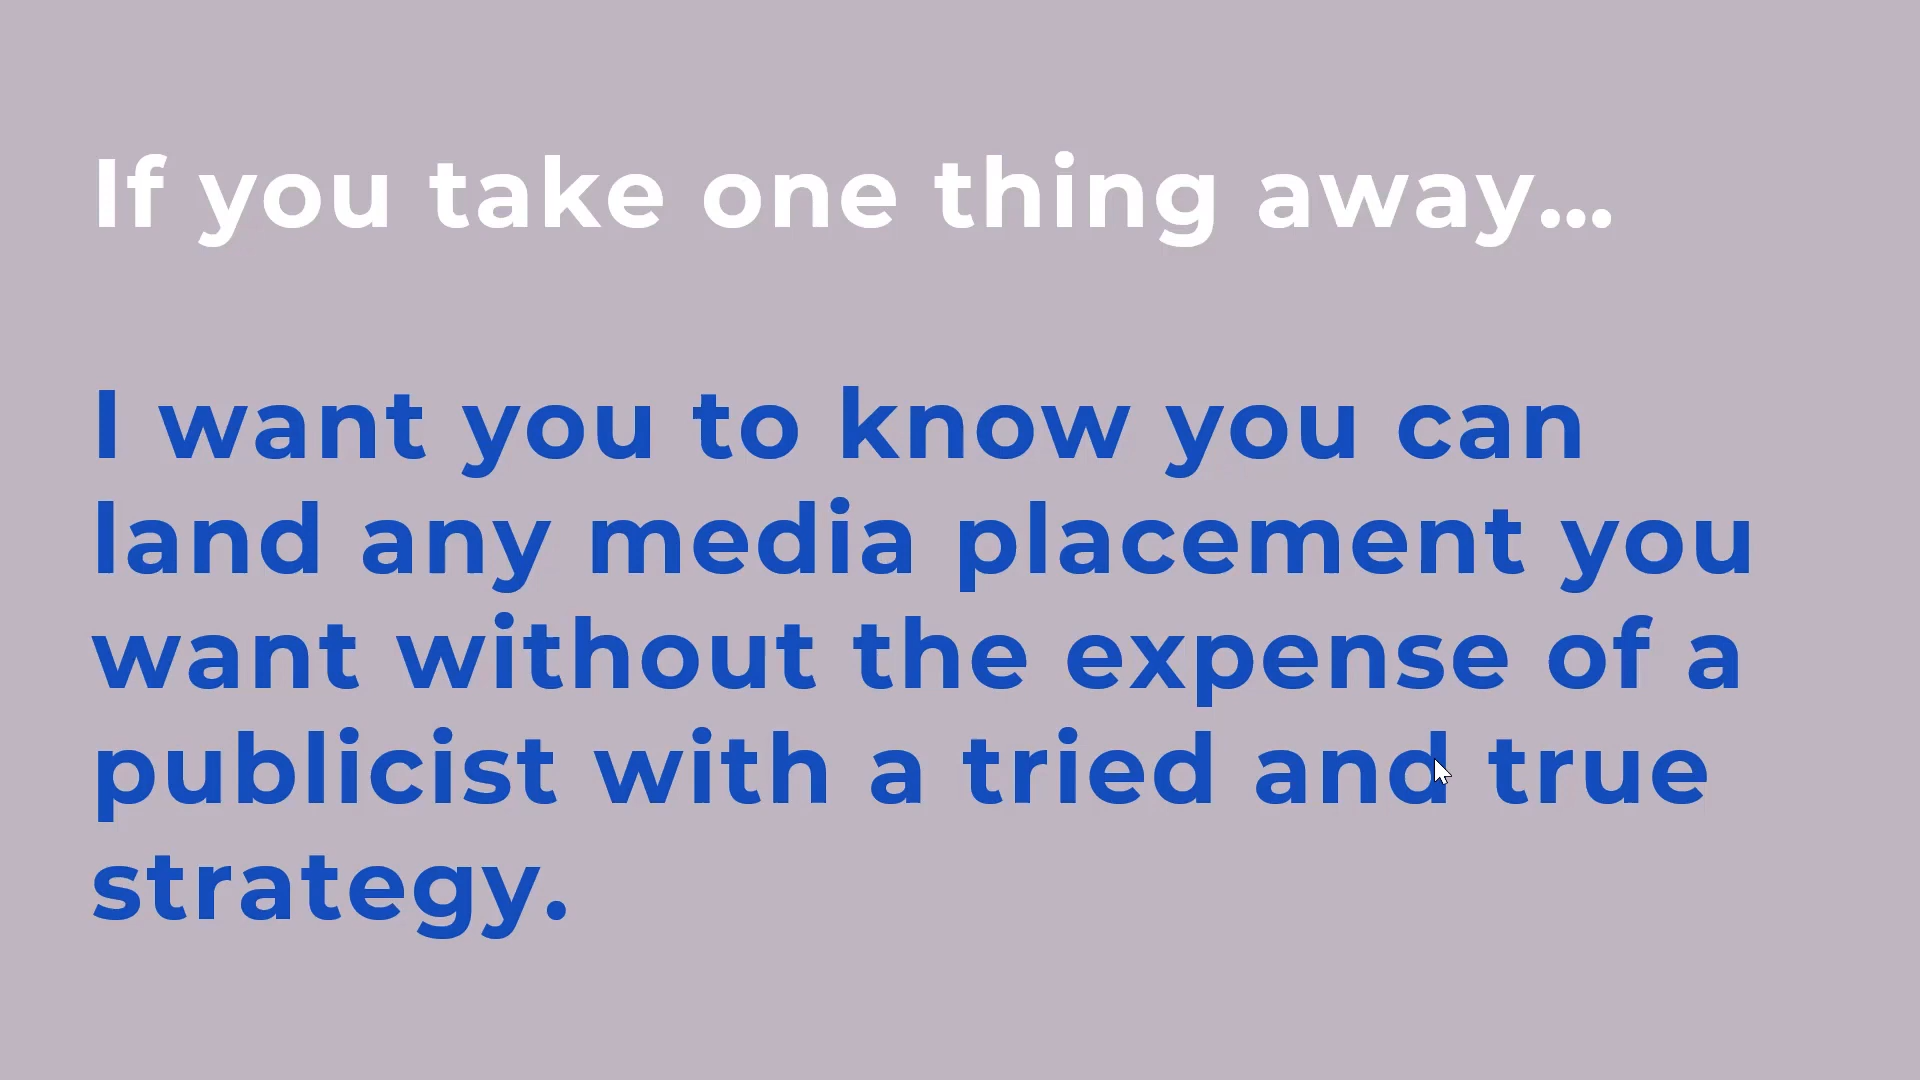 If you take one thing away...
I want you to know you can
land any media placement you
want without the expense of a
publicist with a tried and true
strategy.